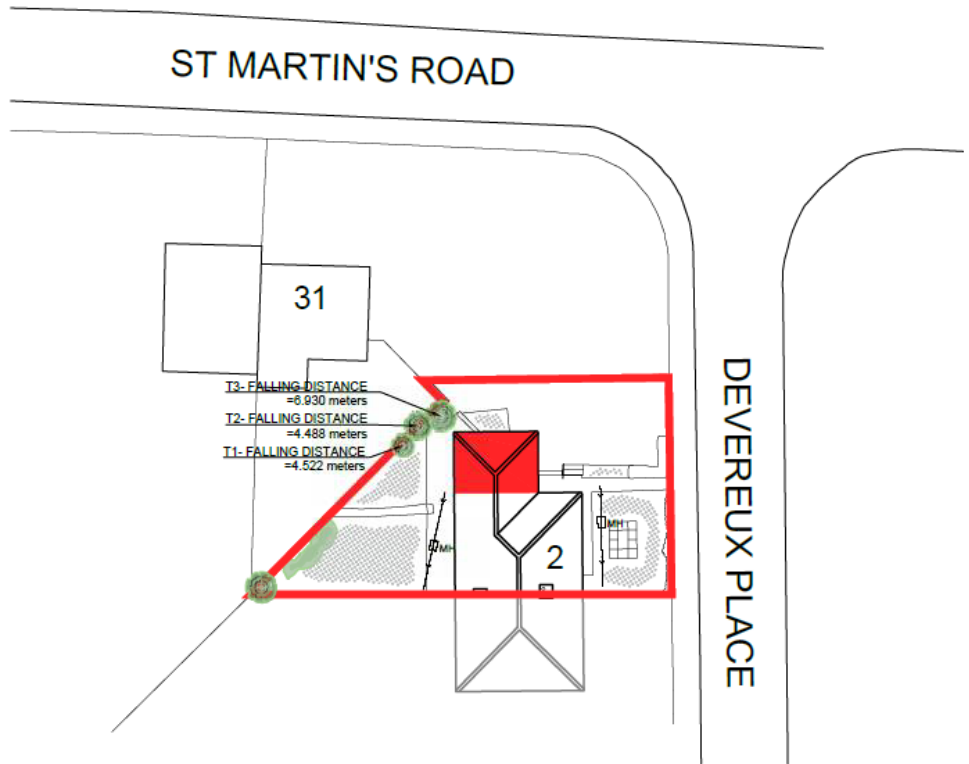 ST MARTIN'S ROAD
31
T3- FALLING DISTANCE
=6.930 meters
T2- FALLING DISTANCE
=4.488 meters
T1- FALLING DISTANCE
=4.522 meters
DEVEREUX PLACE
MH
MH
2